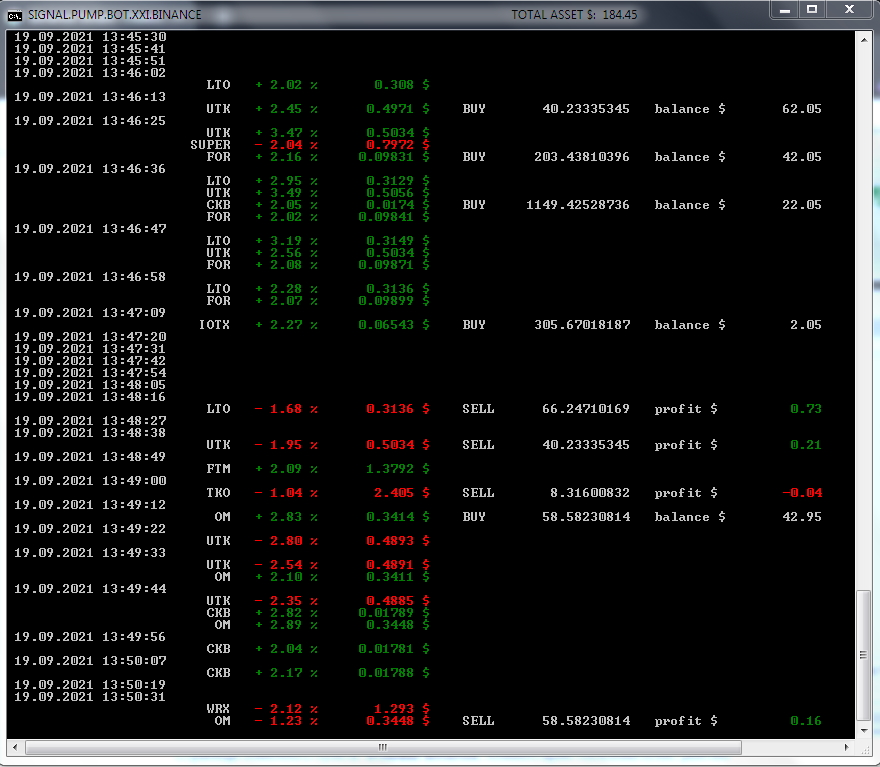 SIGNAL.PUMP.BOT.XXI.BINANCE TOTAL ASSET $: 184.45
19.09.2021 13:45:30
19.09.2021 13:45:41
19.09.2021 13:45:51
19.09.2021 13:46:02
LTO + 2.02 % 0.308 $
19.09.2021 13:46:13
UTK + 2.45 % 0.4971 $ BUY 40.23335345 balance $ 62.05
19.09.2021 13:46:25
UTK + 3.47 % 0.5034 $
SUPER - 2.04 % 0.7972 $
FOR + 2.16 % 0.09831 $ BUY 203.43810396 balance $ 42.05
19.09.2021 13:46:36
LTO + 2.95 % 0.3129 $
UTK + 3.49 % 0.5056 $
CKB + 2.05 % 0.0174 $ BUY 1149.42528736 balance $ 22.05
FOR + 2.02 % 0.09841 $
19.09.2021 13:46:47
LTO + 3.19 % 0.3149 $
UTK + 2.56 % 0.5034 $
FOR + 2.08 % 0.09871 $
19.09.2021 13:46:58
LTO + 2.28 % 0.3136 $
FOR + 2.07 % 0.09899 $
19.09.2021 13:47:09
IOTX + 2.27 % 0.06543 $ BUY 305.67018187 balance $ 2.05
19.09.2021 13:47:20
19.09.2021 13:47:31
19.09.2021 13:47:42
19.09.2021 13:47:54
19.09.2021 13:48:05
19.09.2021 13:48:16
LTO - 1.68 % 0.3136 $ SELL 66.24710169 profit $ 0.73
19.09.2021 13:48:27
19.09.2021 13:48:38
UTK - 1.95 % 0.5034 $ SELL 40.23335345 profit $ 0.21
19.09.2021 13:48:49
FTM + 2.09 % 1.3792 $
19.09.2021 13:49:00
TKO - 1.04 % 2.405 $ SELL 8.31600832 profit $ -0.04
19.09.2021 13:49:12
OM + 2.83 % 0.3414 $ BUY 58.58230814 balance $ 42.95
19.09.2021 13:49:22
UTK - 2.80 % 0.4893 $
19.09.2021 13:49:33
UTK - 2.54 % 0.4891 $
OM + 2.10 % 0.3411 $
19.09.2021 13:49:44
UTK - 2.35 % 0.4885 $
CKB + 2.82 % 0.01789 $
OM + 2.89 % 0.3448 $
19.09.2021 13:49:56
CKB + 2.04 % 0.01781 $
19.09.2021 13:50:07
CKB + 2.17 % 0.01788 $
19.09.2021 13:50:19
19.09.2021 13:50:31
WRX - 2.12 % 1.293 $
OM - 1.23 % 0.3448 $ SELL 58.58230814 profit $ 0.16